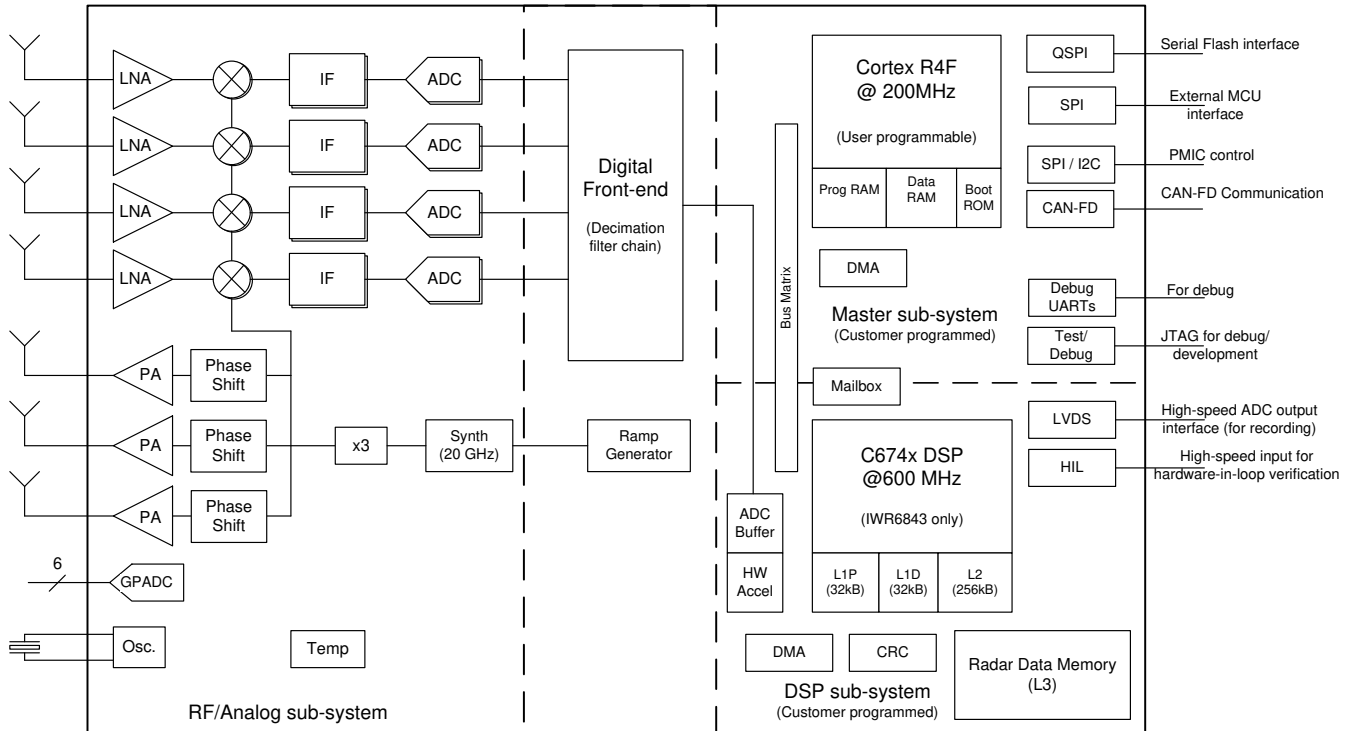 LNA
IF
ADC
LNA
IF
ADC
LNA
IF
ADC
LNA
IF
ADC
Digital
Front-end
(Decimation
filter chain)
PA
Phase
Shift
PA
Phase
Shift
PA
Phase
Shift
x3
Synth
(20 GHz)
Ramp
Generator
6
GPADC
Osc.
Temp
RF/Analog sub-system
Bus Matrix
Cortex R4F
@ 200MHz
(User programmable)
Prog RAM
Data
RAM
Boot
ROM
DMA
Master sub-system
(Customer programmed)
Mailbox
QSPI
Serial Flash interface
SPI
External MCU
interface
SPI / I2C
PMIC control
CAN-FD
CAN-FD Communication
Debug
UARTs
For debug
Test/
Debug
JTAG for debug/
development
LVDS
High-speed ADC output
interface (for recording)
HIL
High-speed input for
hardware-in-loop verification
C674x DSP
@600 MHz
(IWR6843 only)
L1P
(32kB)
L1D
(32kB)
L2
(256kB)
ADC
Buffer
HW
Accel
DMA
CRC
Radar Data Memory
(L3)
DSP sub-system
(Customer programmed)